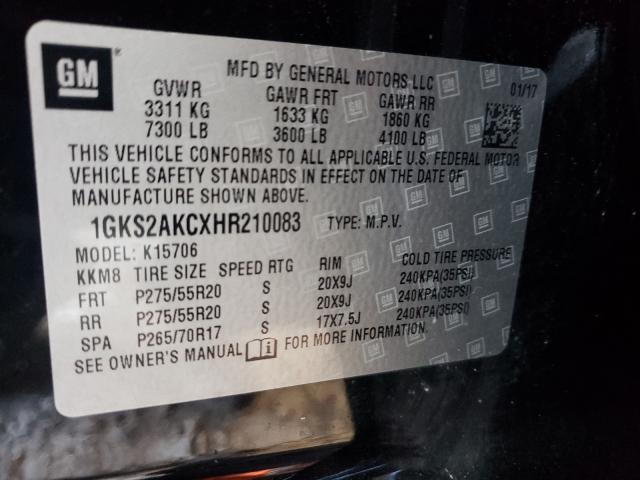 GM
MFD BY GENERAL MOTORS LLC
01/17
GVWR GAWR FRT GAWR RR
3311 KG 1633 KG 1860 KG
7300 LB 3600 LB 4100 LB
THIS VEHICLE CONFORMS TO ALL APPLICABLE U.S. FEDERAL MOTOR
VEHICLE SAFETY STANDARDS IN EFFECT ON THE DATE OF
MANUFACTURE SHOWN ABOVE.
1GKS2AKCXHR210083 TYPE: M.P.V.
MODEL: K15706
KKM8 TIRE SIZE SPEED RTG RIM COLD TIRE PRESSURE
FRT P275/55R20 S 20X9J 240KPA(35PSI)
RR P275/55R20 S 20X9J 240KPA(35PSI)
SPA P265/70R17 S 17X7.5J 240KPA(35PSI)
SEE OWNER'S MANUAL FOR MORE INFORMATION.